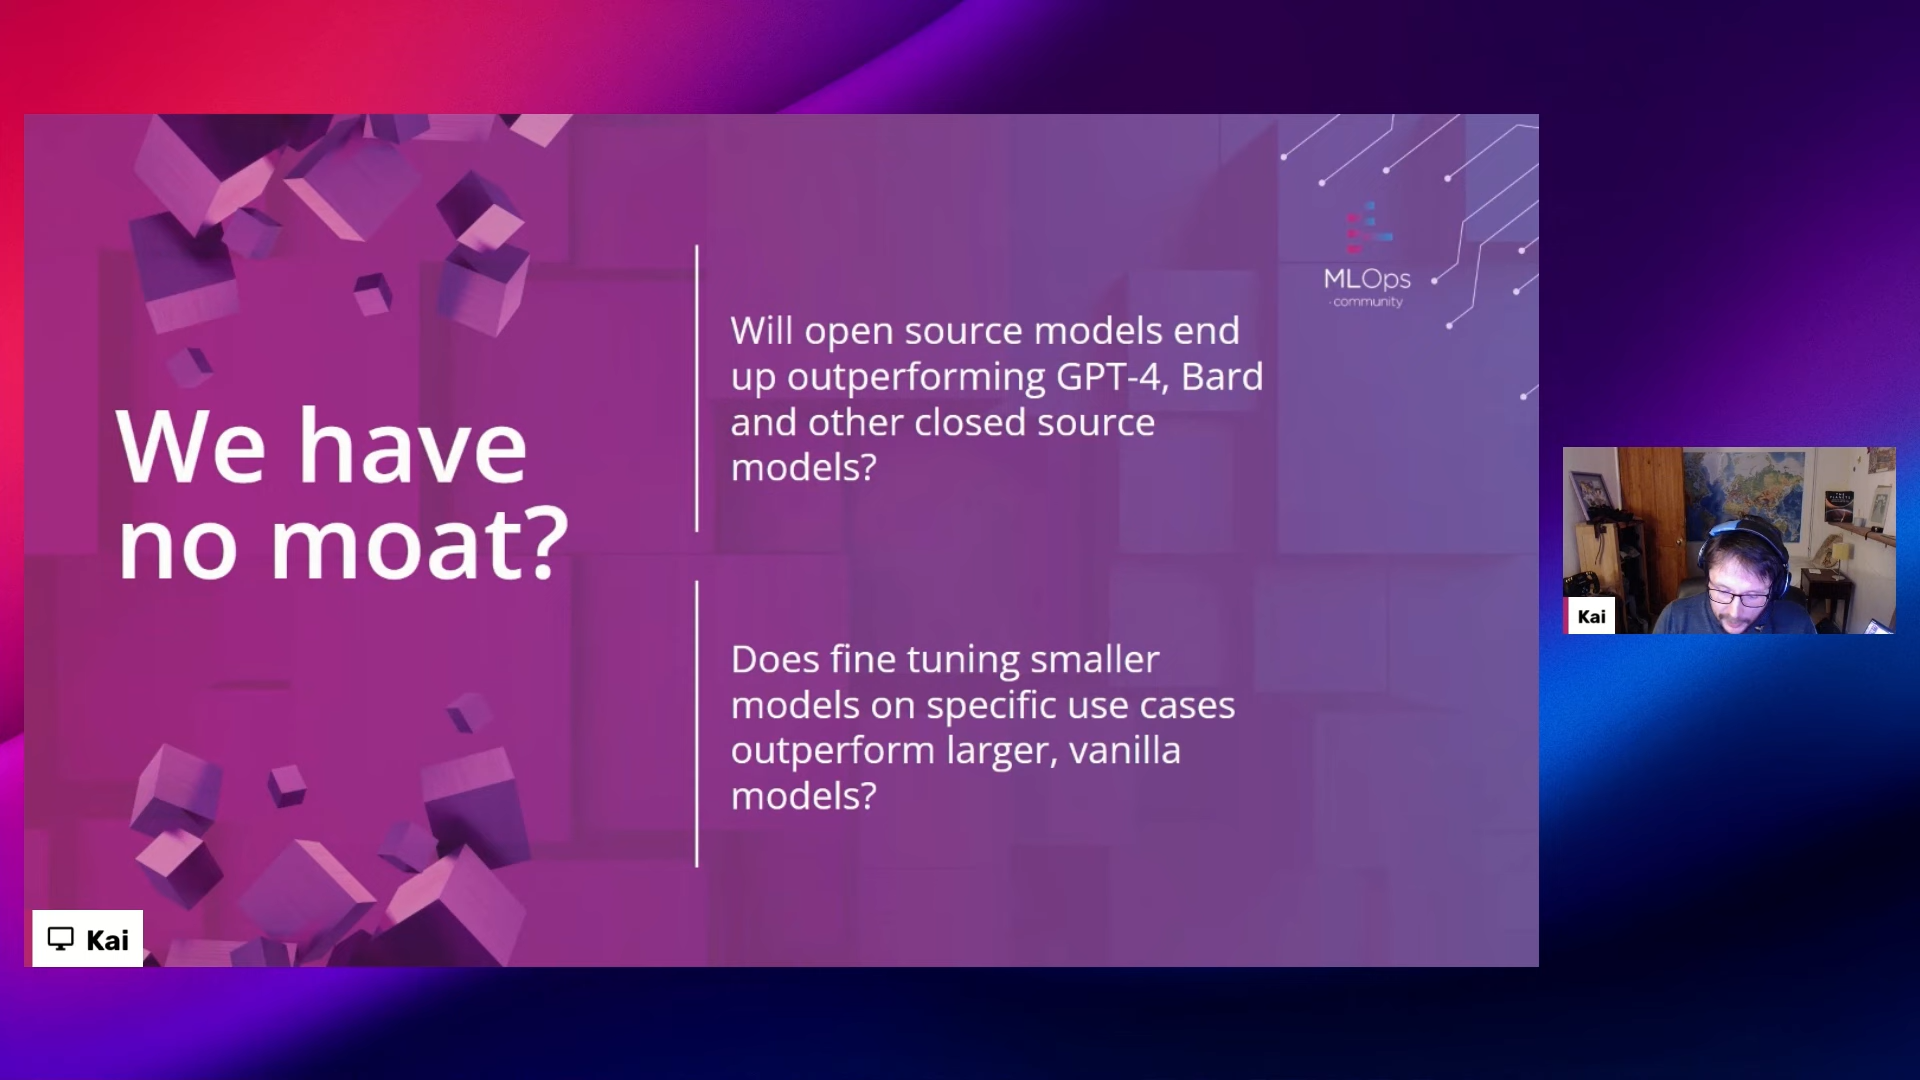 We have
no moat?
Will open source models end
up outperforming GPT-4, Bard
and other closed source
models?
Does fine tuning smaller
models on specific use cases
outperform larger, vanilla
models?
MLOps
community
Kai
Kai